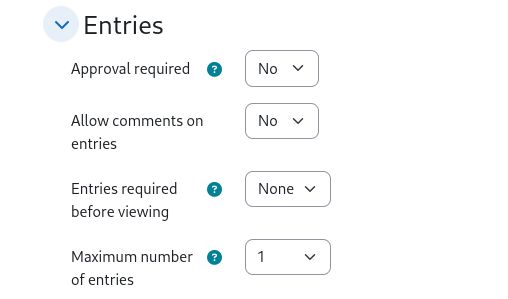 Entries
Approval required ? No
Allow comments on No
entries
Entries required ? None
before viewing
Maximum number ? 1
of entries